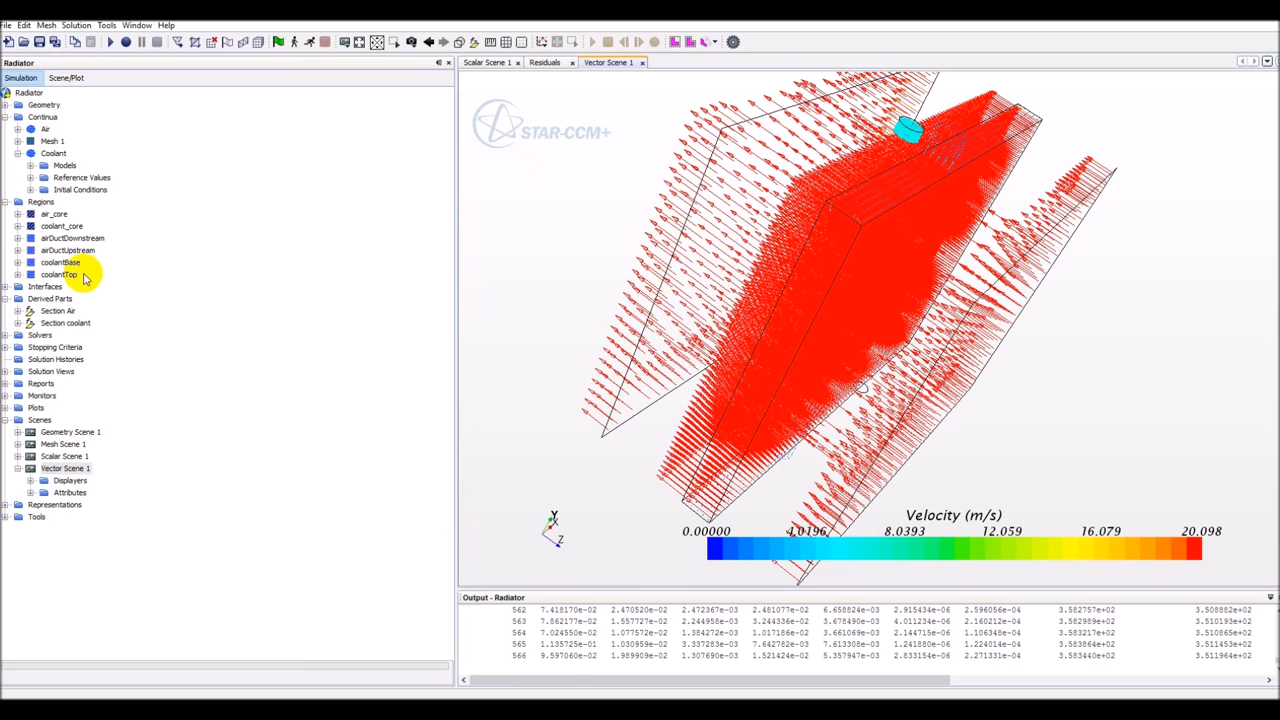 File Edit Mesh Solution Tools Window Help
Radiator
Scalar Scene 1 Residuals Vector Scene 1
Simulation Scene/Plot
Radiator
Geometry
Continua
Air
Mesh 1
Coolant
Models
Reference Values
Initial Conditions
Regions
air_core
coolant_core
airDuctDownstream
airDuctUpstream
coolantBase
coolantTop
Interfaces
Derived Parts
Section Air
Section coolant
Solvers
Stopping Criteria
Solution Histories
Solution Views
Reports
Monitors
Plots
Scenes
Geometry Scene 1
Mesh Scene 1
Scalar Scene 1
Vector Scene 1
Displayers
Attributes
Representations
Tools
STAR-CCM+
Y
X
Z
Velocity (m/s)
0.00000 4.0196 8.0393 12.059 16.079 20.098
Output - Radiator
562 7.418170e-02 2.470520e-02 2.472367e-03 2.481077e-02 6.658824e-03 2.915434e-06 2.596056e-04 3.582757e+02 3.508882e+02
563 7.862177e-02 1.557727e-02 2.244958e-03 3.244336e-02 3.678490e-03 4.011234e-06 2.160212e-04 3.582989e+02 3.510193e+02
564 7.024550e-02 1.077572e-02 1.384272e-02 1.017186e-02 3.661069e-03 2.144715e-06 1.106348e-04 3.583217e+02 3.510865e+02
565 1.135725e-01 1.030959e-02 3.337283e-03 7.642782e-03 7.613308e-03 1.241880e-06 1.224014e-04 3.583344e+02 3.511453e+02
566 9.597060e-02 1.989909e-02 1.307690e-03 1.521424e-02 5.357947e-03 2.833154e-06 2.271331e-04 3.583440e+02 3.511964e+02